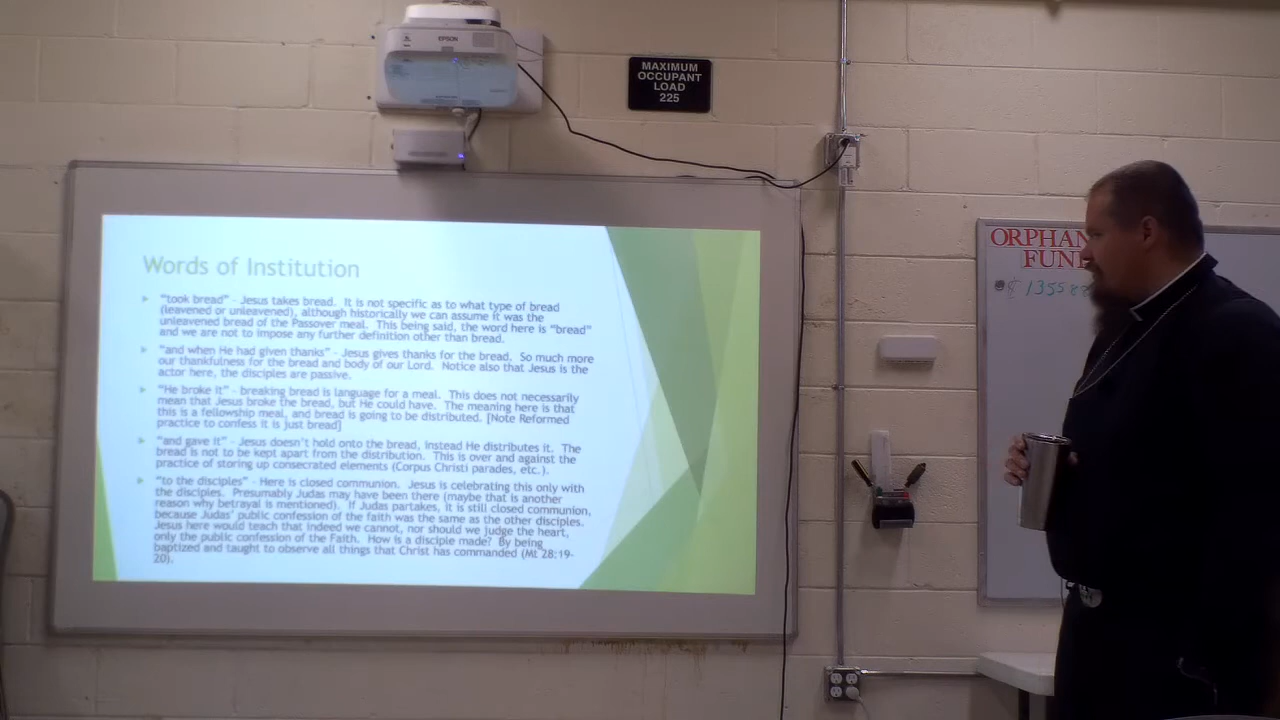 EPSON
MAXIMUM
OCCUPANT
LOAD
225
ORPHAN
FUN
13558
Words of Institution
"took bread" - Jesus takes bread. It is not specific as to what type of bread
(leavened or unleavened), although historically we can assume it was the
unleavened bread of the Passover meal. This being said, the word here is "bread"
and we are not to impose any further definition other than bread.
"and when He had given thanks" - Jesus gives thanks for the bread. So much more
our thankfulness for the bread and body of our Lord. Notice also that Jesus is the
actor here, the disciples are passive.
"He broke it" - breaking bread is language for a meal. This does not necessarily
mean that Jesus broke the bread, but He could have. The meaning here is that
this is a fellowship meal, and bread is going to be distributed. [Note Reformed
practice to confess it is just bread]
"and gave it" - Jesus doesn't hold onto the bread, instead He distributes it. The
bread is not to be kept apart from the distribution. This is over and against the
practice of storing up consecrated elements (Corpus Christi parades, etc.).
"to the disciples" - Here is closed communion. Jesus is celebrating this only with
the disciples. Presumably Judas may have been there (maybe that is another
reason why betrayal is mentioned). If Judas partakes, it is still closed communion,
because Judas' public confession of the faith was the same as the other disciples.
Jesus here would teach that indeed we cannot, nor should we judge the heart,
only the public confession of the Faith. How is a disciple made? By being
baptized and taught to observe all things that Christ has commanded (Mt 28:19-
20).